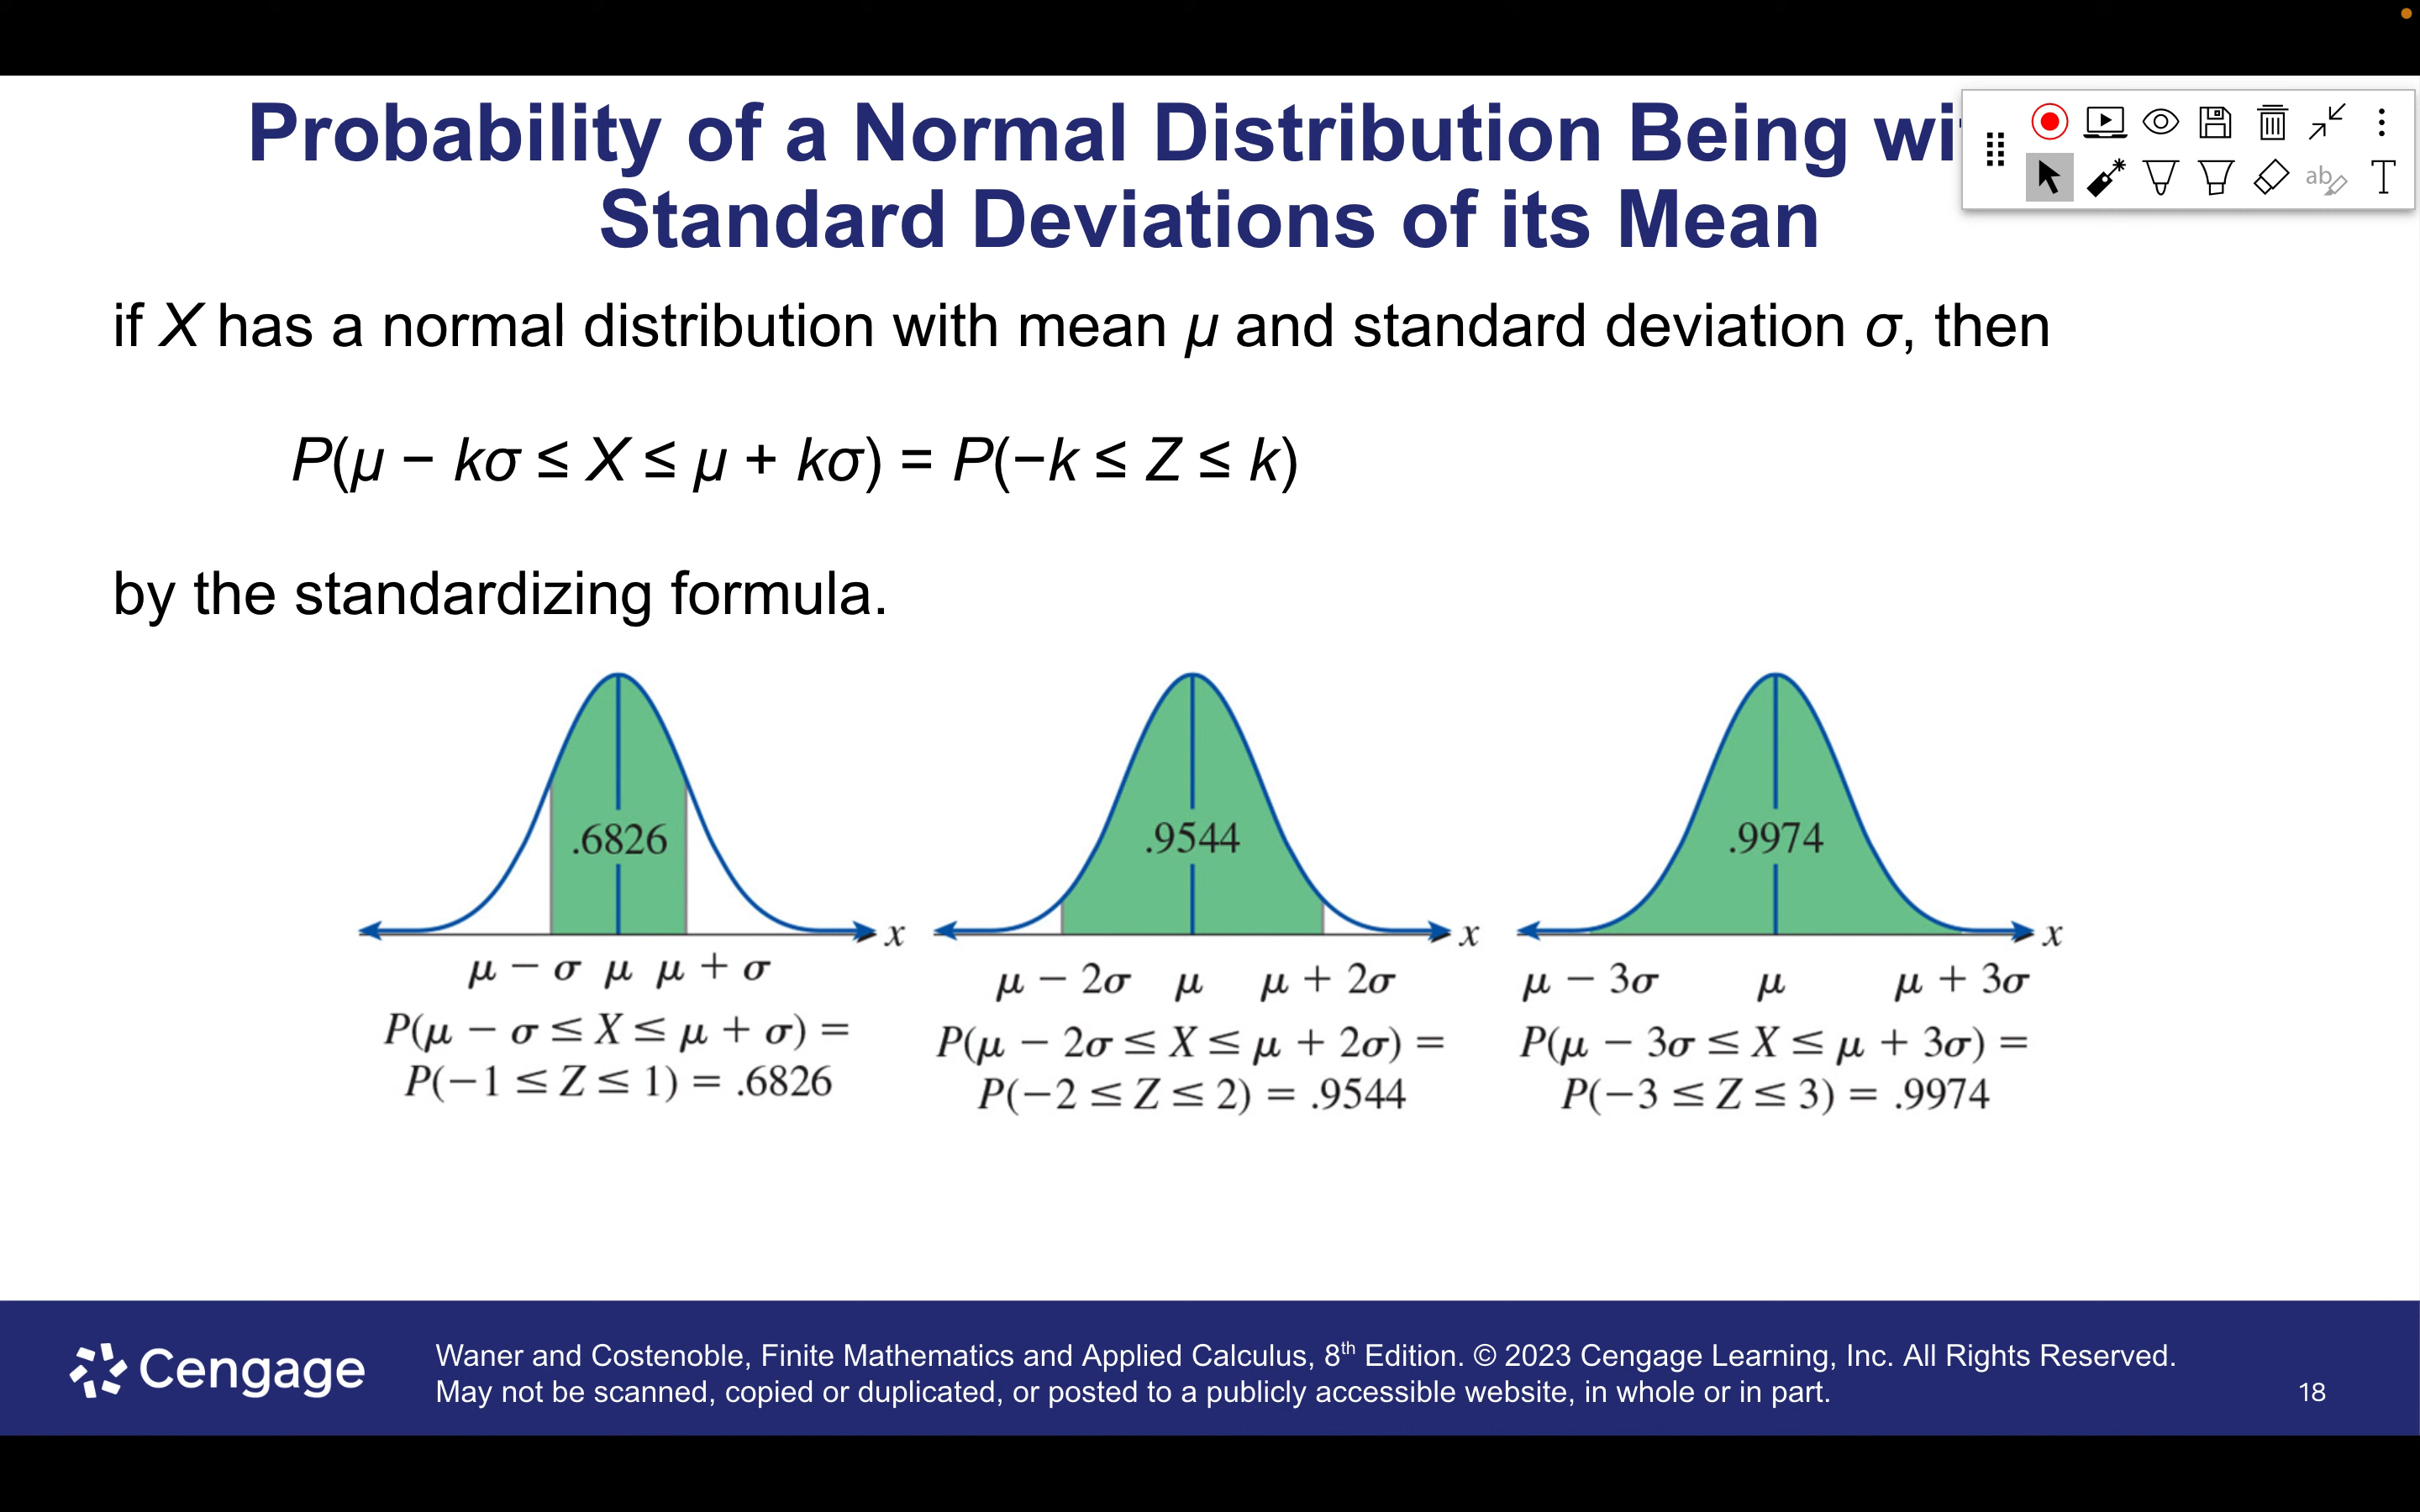 Probability of a Normal Distribution Being
Standard Deviations of its Mean
if X has a normal distribution with mean μ and standard deviation σ, then
P(μ − kσ ≤ X ≤ μ + kσ) = P(−k ≤ Z ≤ k)
by the standardizing formula.
.6826
x
μ − σ μ μ + σ
P(μ − σ ≤ X ≤ μ + σ) =
P(−1 ≤ Z ≤ 1) = .6826
.9544
x
μ − 2σ μ μ + 2σ
P(μ − 2σ ≤ X ≤ μ + 2σ) =
P(−2 ≤ Z ≤ 2) = .9544
.9974
x
μ − 3σ μ μ + 3σ
P(μ − 3σ ≤ X ≤ μ + 3σ) =
P(−3 ≤ Z ≤ 3) = .9974
Cengage
Waner and Costenoble, Finite Mathematics and Applied Calculus, 8th Edition. © 2023 Cengage Learning, Inc. All Rights Reserved.
May not be scanned, copied or duplicated, or posted to a publicly accessible website, in whole or in part.
18
ab
T